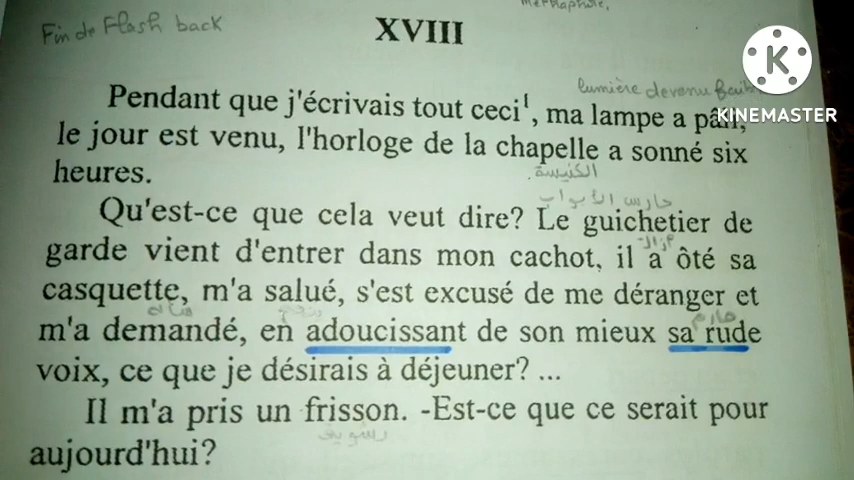 Fin de Flash back
XVIII
lumière devenu
KINEMASTER
Pendant que j'écrivais tout ceci¹, ma lampe a pâli,
le jour est venu, l'horloge de la chapelle a sonné six
الكنيسة
heures.
حارس الأبواب
Qu'est-ce que cela veut dire? Le guichetier de
garde vient d'entrer dans mon cachot, il a ôté sa
casquette, m'a salué, s'est excusé de me déranger et
m'a demandé, en adoucissant de son mieux sa rude
voix, ce que je désirais à déjeuner? ...
Il m'a pris un frisson. -Est-ce que ce serait pour
aujourd'hui?